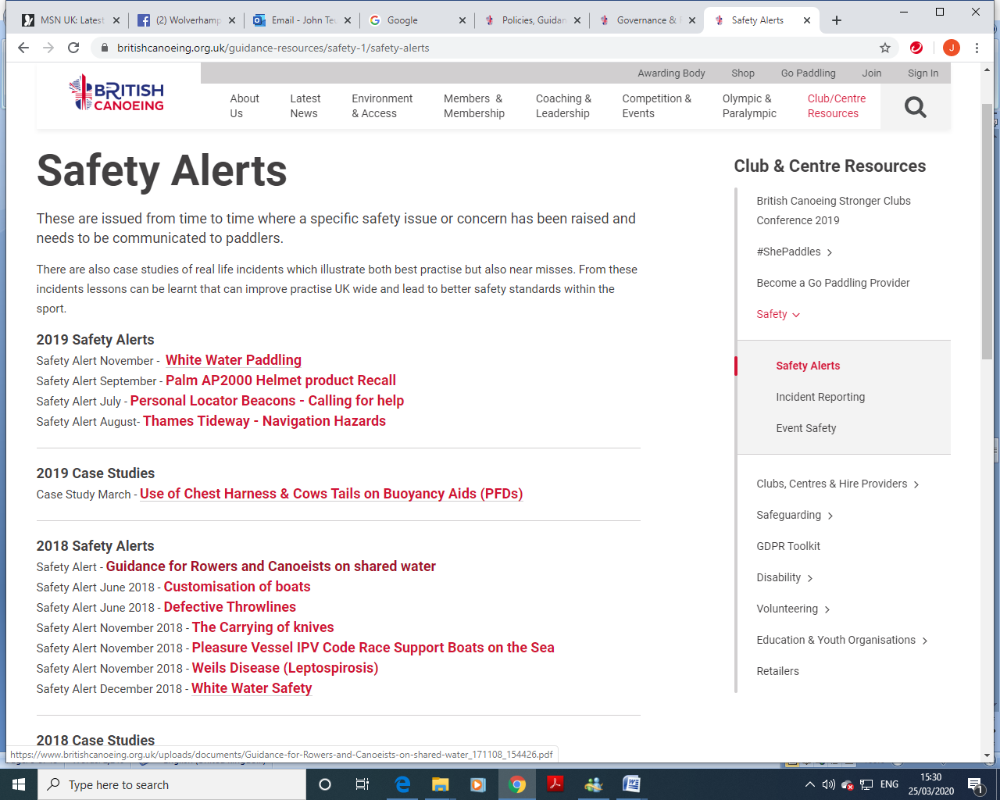 MSN UK: Latest
(2) Wolverhamp
Email - John Teu
Google
Policies, Guidan
Governance &
Safety Alerts
britishcanoeing.org.uk/guidance-resources/safety-1/safety-alerts
J
BRITISH
CANOEING
Awarding Body
Shop
Go Paddling
Join
Sign In
About
Us
Latest
News
Environment
& Access
Members &
Membership
Coaching &
Leadership
Competition &
Events
Olympic &
Paralympic
Club/Centre
Resources
Safety Alerts
These are issued from time to time where a specific safety issue or concern has been raised and
needs to be communicated to paddlers.
There are also case studies of real life incidents which illustrate both best practise but also near misses. From these
incidents lessons can be learnt that can improve practise UK wide and lead to better safety standards within the
sport.
2019 Safety Alerts
Safety Alert November - White Water Paddling
Safety Alert September - Palm AP2000 Helmet product Recall
Safety Alert July - Personal Locator Beacons - Calling for help
Safety Alert August- Thames Tideway - Navigation Hazards
2019 Case Studies
Case Study March - Use of Chest Harness & Cows Tails on Buoyancy Aids (PFDs)
2018 Safety Alerts
Safety Alert - Guidance for Rowers and Canoeists on shared water
Safety Alert June 2018 - Customisation of boats
Safety Alert June 2018 - Defective Throwlines
Safety Alert November 2018 - The Carrying of knives
Safety Alert November 2018 - Pleasure Vessel IPV Code Race Support Boats on the Sea
Safety Alert November 2018 - Weils Disease (Leptospirosis)
Safety Alert December 2018 - White Water Safety
2018 Case Studies
Club & Centre Resources
British Canoeing Stronger Clubs
Conference 2019
#ShePaddles
Become a Go Paddling Provider
Safety
Safety Alerts
Incident Reporting
Event Safety
Clubs, Centres & Hire Providers
Safeguarding
GDPR Toolkit
Disability
Volunteering
Education & Youth Organisations
Retailers
https://www.britishcanoeing.org.uk/uploads/documents/Guidance-for-Rowers-and-Canoeists-on-shared-water_171108_154426.pdf
Type here to search
ENG
15:30
25/03/2020
1